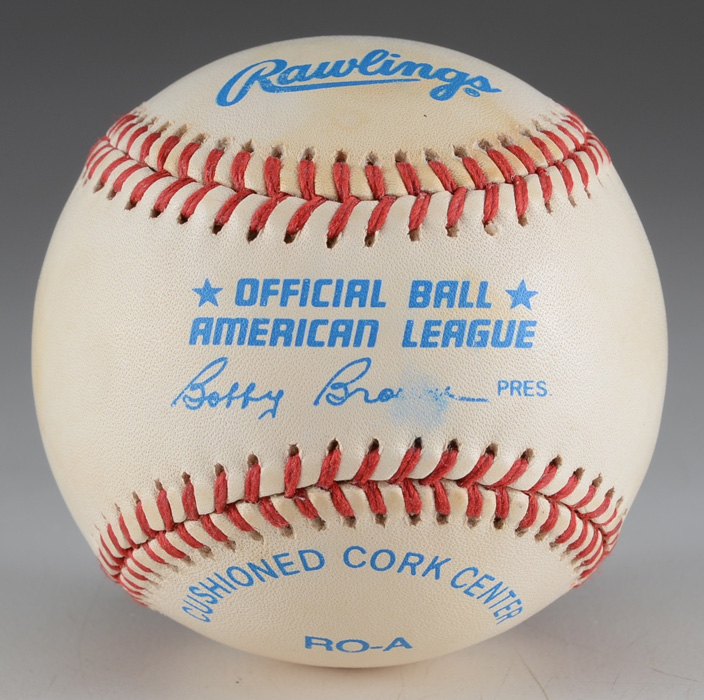 Rawlings
★ OFFICIAL BALL ★
AMERICAN LEAGUE
Bobby PRES.
CUSHIONED CORK CENTER
RO-A